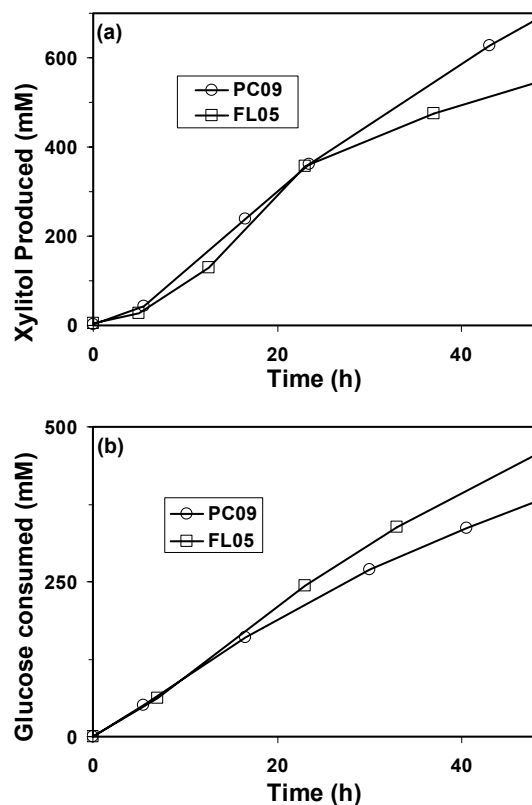 (a)
PC09
FL05
Xylitol Produced (mM)
600
400
200
0
0 20 40
Time (h)
(b)
PC09
FL05
Glucose consumed (mM)
500
250
0
0 20 40
Time (h)